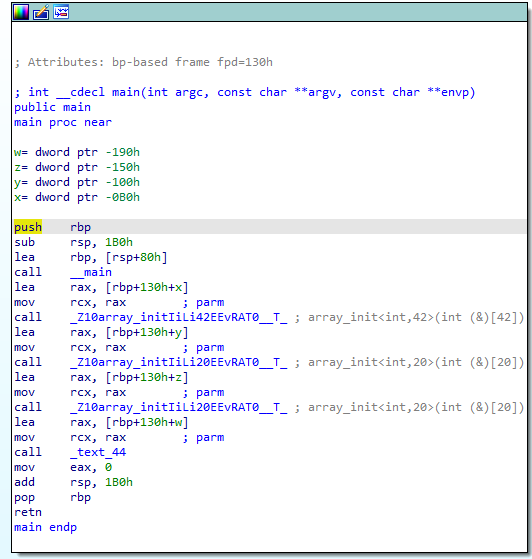 ; Attributes: bp-based frame fpd=130h
; int __cdecl main(int argc, const char **argv, const char **envp)
public main
main proc near
w= dword ptr -190h
z= dword ptr -150h
y= dword ptr -100h
x= dword ptr -0B0h
push    rbp
sub     rsp, 1B0h
lea     rbp, [rsp+80h]
call    __main
lea     rax, [rbp+130h+x]
mov     rcx, rax        ; parm
call    _Z10array_initIiLi42EEvRAT0__T_ ; array_init<int,42>(int (&)[42])
lea     rax, [rbp+130h+y]
mov     rcx, rax        ; parm
call    _Z10array_initIiLi20EEvRAT0__T_ ; array_init<int,20>(int (&)[20])
lea     rax, [rbp+130h+z]
mov     rcx, rax        ; parm
call    _Z10array_initIiLi20EEvRAT0__T_ ; array_init<int,20>(int (&)[20])
lea     rax, [rbp+130h+w]
mov     rcx, rax        ; parm
call    _text_44
mov     eax, 0
add     rsp, 1B0h
pop     rbp
retn
main endp